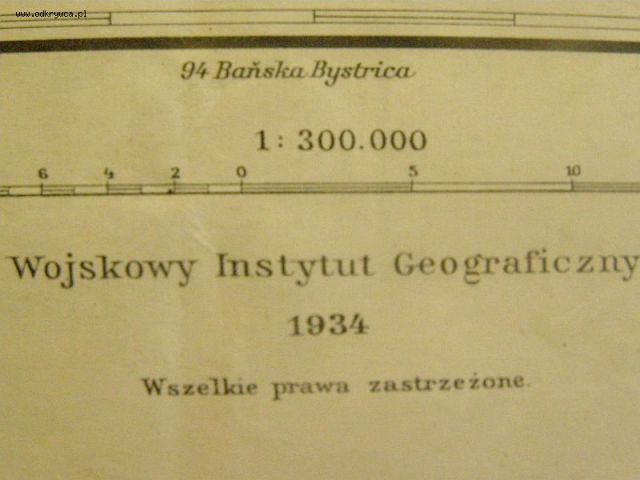 www.odkrywca.pl
94 Bańska Bystrica
1: 300.000
6 4 2 0 5 10
Wojskowy Instytut Geograficzny
1934
Wszelkie prawa zastrzeżone.